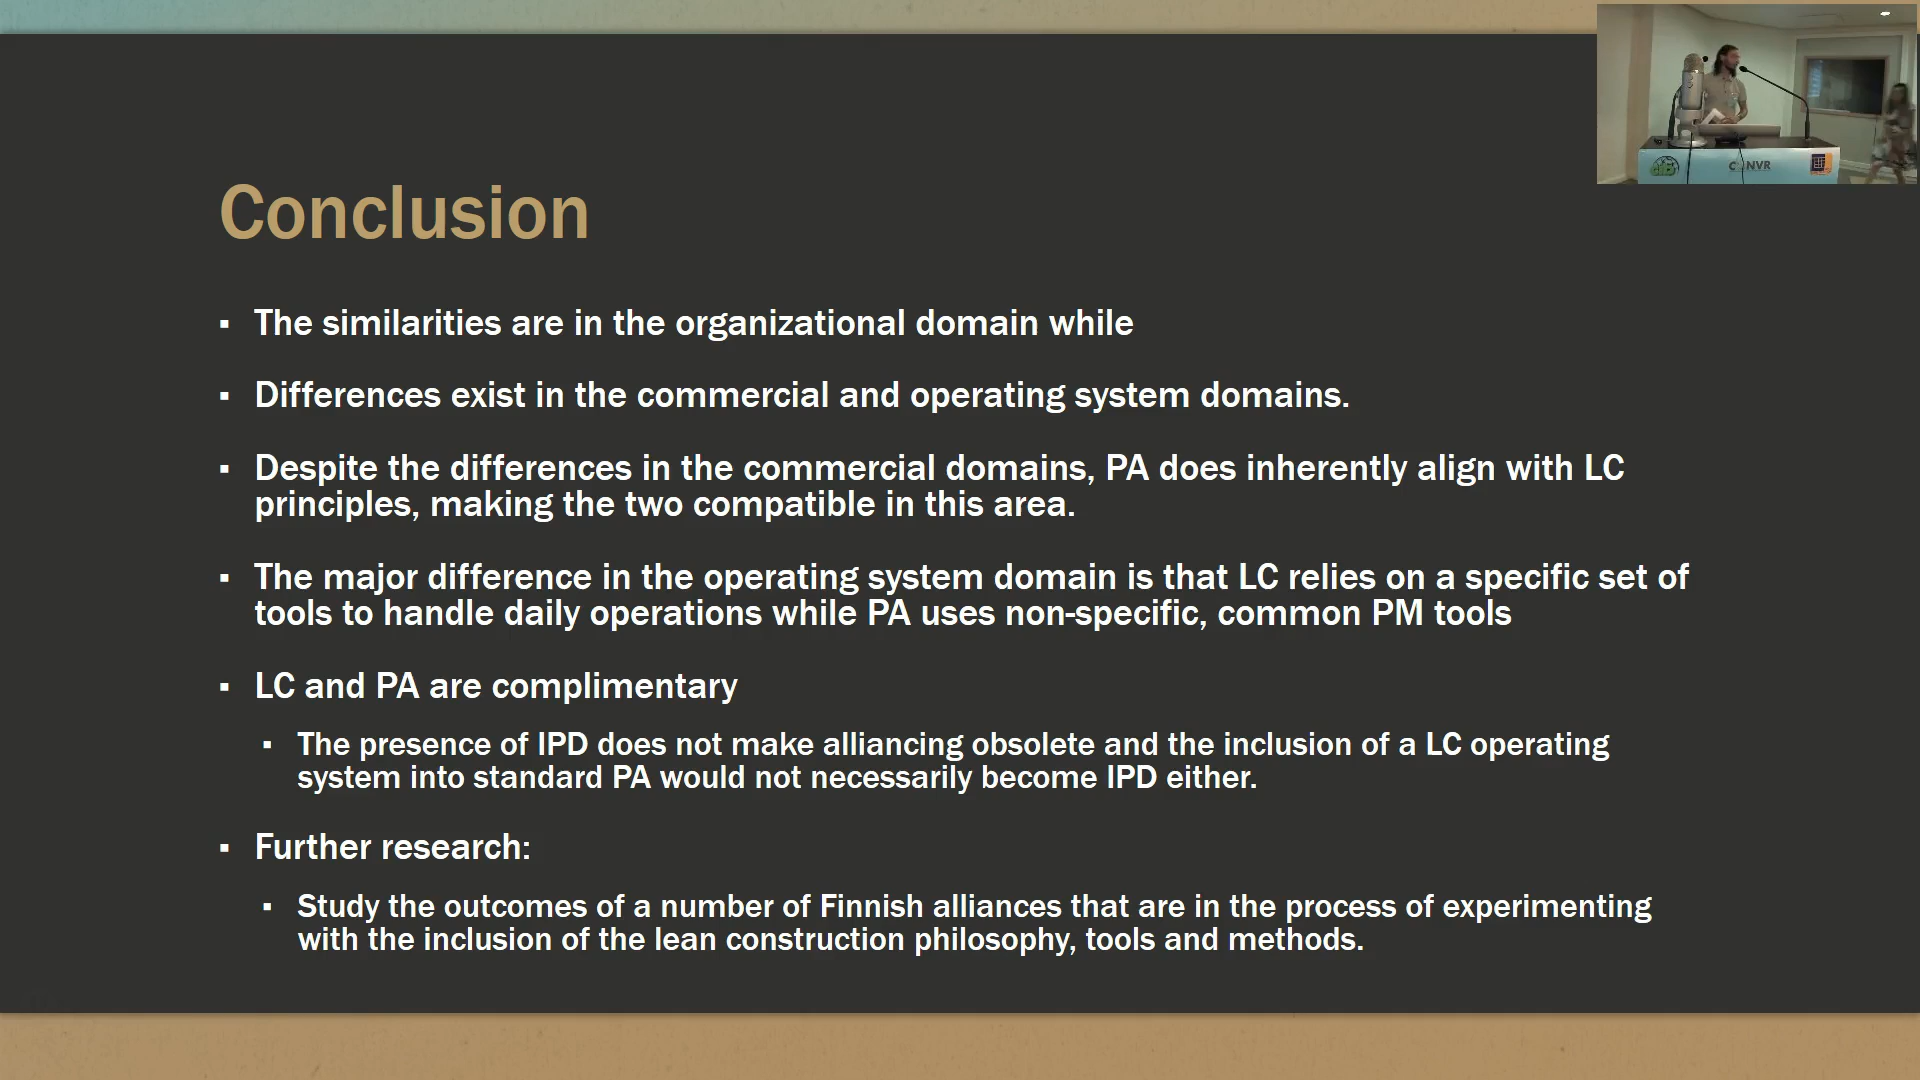 Conclusion
▪ The similarities are in the organizational domain while
▪ Differences exist in the commercial and operating system domains.
▪ Despite the differences in the commercial domains, PA does inherently align with LC
principles, making the two compatible in this area.
▪ The major difference in the operating system domain is that LC relies on a specific set of
tools to handle daily operations while PA uses non-specific, common PM tools
▪ LC and PA are complimentary
▪ The presence of IPD does not make alliancing obsolete and the inclusion of a LC operating
system into standard PA would not necessarily become IPD either.
▪ Further research:
▪ Study the outcomes of a number of Finnish alliances that are in the process of experimenting
with the inclusion of the lean construction philosophy, tools and methods.